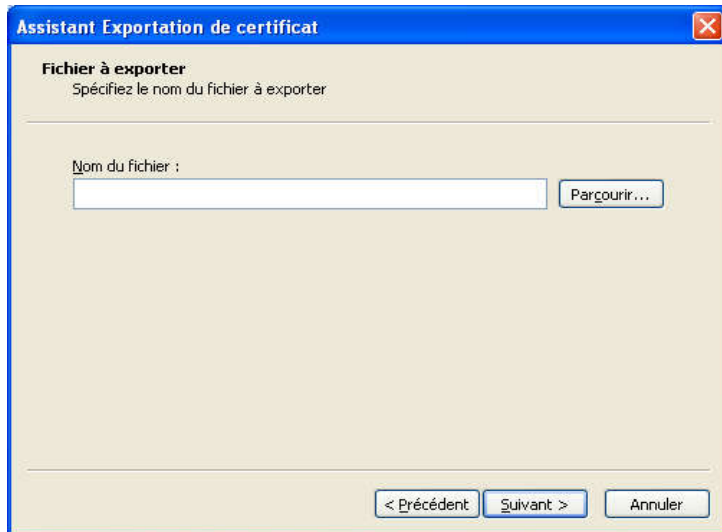 Assistant Exportation de certificat
Fichier à exporter
Spécifiez le nom du fichier à exporter
Nom du fichier :
Parcourir...
< Précédent
Suivant >
Annuler